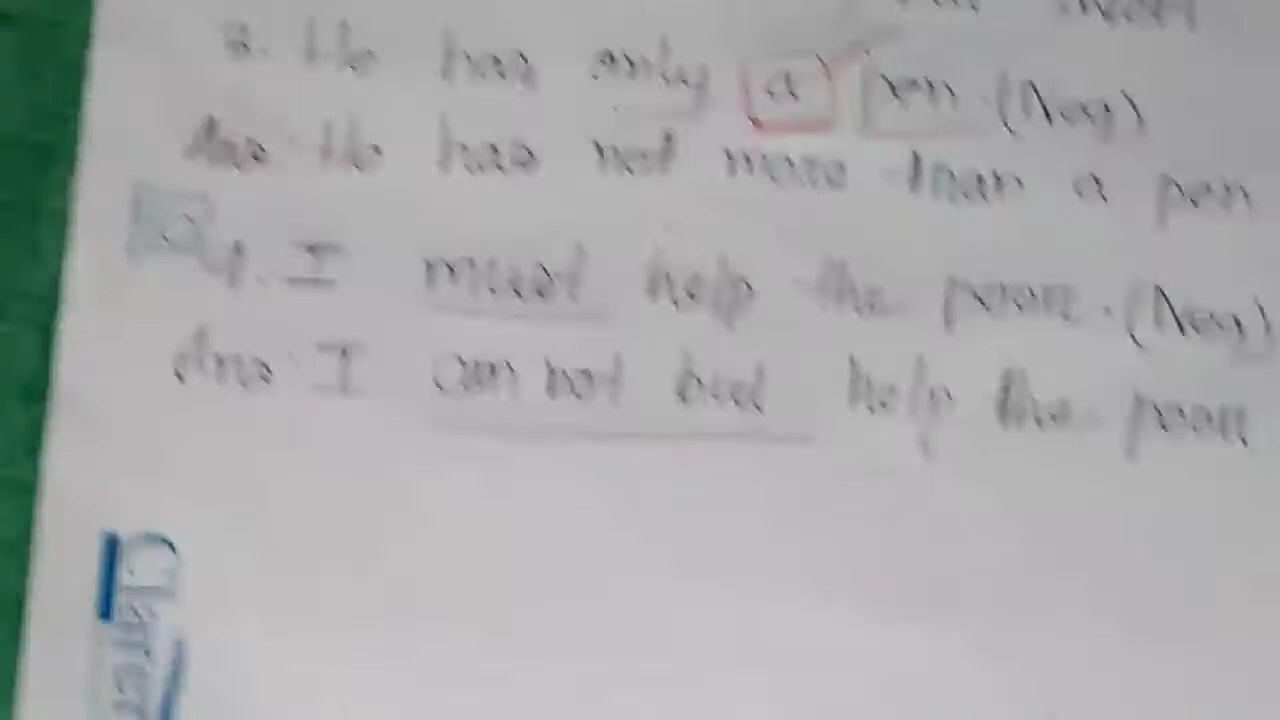 3. He has only a pen. (Neg)
Ans: He has not more than a pen
4. I must help the poor. (Neg)
Ans: I can not but help the poor